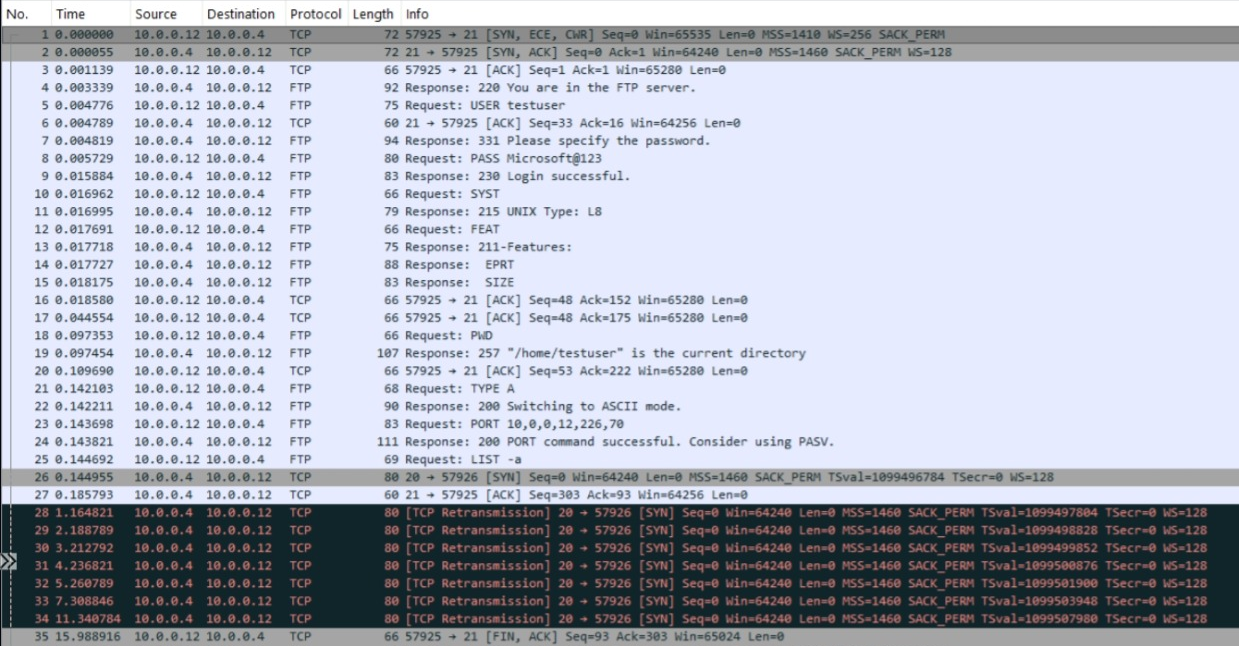 No. Time Source Destination Protocol Length Info
1 0.000000 10.0.0.12 10.0.0.4 TCP 72 57925 → 21 [SYN, ECE, CWR] Seq=0 Win=65535 Len=0 MSS=1410 WS=256 SACK_PERM
2 0.000055 10.0.0.4 10.0.0.12 TCP 72 21 → 57925 [SYN, ACK] Seq=0 Ack=1 Win=64240 Len=0 MSS=1460 SACK_PERM WS=128
3 0.001139 10.0.0.12 10.0.0.4 TCP 66 57925 → 21 [ACK] Seq=1 Ack=1 Win=65280 Len=0
4 0.003339 10.0.0.4 10.0.0.12 FTP 92 Response: 220 You are in the FTP server.
5 0.004776 10.0.0.12 10.0.0.4 FTP 75 Request: USER testuser
6 0.004789 10.0.0.4 10.0.0.12 TCP 60 21 → 57925 [ACK] Seq=33 Ack=16 Win=64256 Len=0
7 0.004819 10.0.0.4 10.0.0.12 FTP 94 Response: 331 Please specify the password.
8 0.005729 10.0.0.12 10.0.0.4 FTP 80 Request: PASS Microsoft@123
9 0.015884 10.0.0.4 10.0.0.12 FTP 83 Response: 230 Login successful.
10 0.016962 10.0.0.12 10.0.0.4 FTP 66 Request: SYST
11 0.016995 10.0.0.4 10.0.0.12 FTP 79 Response: 215 UNIX Type: L8
12 0.017691 10.0.0.12 10.0.0.4 FTP 66 Request: FEAT
13 0.017718 10.0.0.4 10.0.0.12 FTP 75 Response: 211-Features:
14 0.017727 10.0.0.4 10.0.0.12 FTP 88 Response: EPRT
15 0.018175 10.0.0.4 10.0.0.12 FTP 83 Response: SIZE
16 0.018580 10.0.0.12 10.0.0.4 TCP 66 57925 → 21 [ACK] Seq=48 Ack=152 Win=65280 Len=0
17 0.044554 10.0.0.12 10.0.0.4 TCP 66 57925 → 21 [ACK] Seq=48 Ack=175 Win=65280 Len=0
18 0.097353 10.0.0.12 10.0.0.4 FTP 66 Request: PWD
19 0.097454 10.0.0.4 10.0.0.12 FTP 107 Response: 257 "/home/testuser" is the current directory
20 0.109690 10.0.0.12 10.0.0.4 TCP 66 57925 → 21 [ACK] Seq=53 Ack=222 Win=65280 Len=0
21 0.142103 10.0.0.12 10.0.0.4 FTP 68 Request: TYPE A
22 0.142211 10.0.0.4 10.0.0.12 FTP 90 Response: 200 Switching to ASCII mode.
23 0.143698 10.0.0.12 10.0.0.4 FTP 83 Request: PORT 10,0,0,12,226,70
24 0.143821 10.0.0.4 10.0.0.12 FTP 111 Response: 200 PORT command successful. Consider using PASV.
25 0.144692 10.0.0.12 10.0.0.4 FTP 69 Request: LIST -a
26 0.144955 10.0.0.4 10.0.0.12 TCP 80 20 → 57926 [SYN] Seq=0 Win=64240 Len=0 MSS=1460 SACK_PERM TSval=1099496784 TSecr=0 WS=128
27 0.185793 10.0.0.4 10.0.0.12 TCP 60 21 → 57925 [ACK] Seq=303 Ack=93 Win=64256 Len=0
28 1.164821 10.0.0.4 10.0.0.12 TCP 80 [TCP Retransmission] 20 → 57926 [SYN] Seq=0 Win=64240 Len=0 MSS=1460 SACK_PERM TSval=1099497804 TSecr=0 WS=128
29 2.188789 10.0.0.4 10.0.0.12 TCP 80 [TCP Retransmission] 20 → 57926 [SYN] Seq=0 Win=64240 Len=0 MSS=1460 SACK_PERM TSval=1099498828 TSecr=0 WS=128
30 3.212792 10.0.0.4 10.0.0.12 TCP 80 [TCP Retransmission] 20 → 57926 [SYN] Seq=0 Win=64240 Len=0 MSS=1460 SACK_PERM TSval=1099499852 TSecr=0 WS=128
31 4.236821 10.0.0.4 10.0.0.12 TCP 80 [TCP Retransmission] 20 → 57926 [SYN] Seq=0 Win=64240 Len=0 MSS=1460 SACK_PERM TSval=1099500876 TSecr=0 WS=128
32 5.260789 10.0.0.4 10.0.0.12 TCP 80 [TCP Retransmission] 20 → 57926 [SYN] Seq=0 Win=64240 Len=0 MSS=1460 SACK_PERM TSval=1099501900 TSecr=0 WS=128
33 7.308846 10.0.0.4 10.0.0.12 TCP 80 [TCP Retransmission] 20 → 57926 [SYN] Seq=0 Win=64240 Len=0 MSS=1460 SACK_PERM TSval=1099503948 TSecr=0 WS=128
34 11.340784 10.0.0.4 10.0.0.12 TCP 80 [TCP Retransmission] 20 → 57926 [SYN] Seq=0 Win=64240 Len=0 MSS=1460 SACK_PERM TSval=1099507980 TSecr=0 WS=128
35 15.988916 10.0.0.12 10.0.0.4 TCP 66 57925 → 21 [FIN, ACK] Seq=93 Ack=303 Win=65024 Len=0